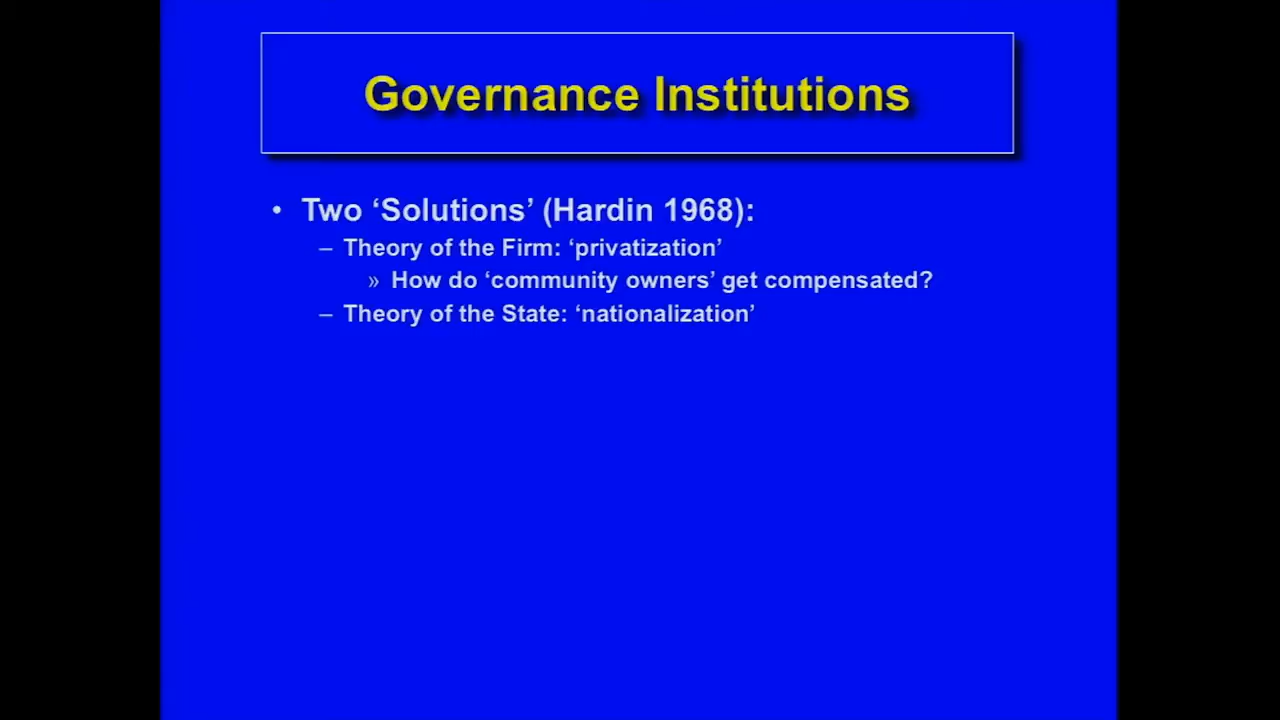 Governance Institutions
• Two ‘Solutions’ (Hardin 1968):
– Theory of the Firm: ‘privatization’
» How do ‘community owners’ get compensated?
– Theory of the State: ‘nationalization’